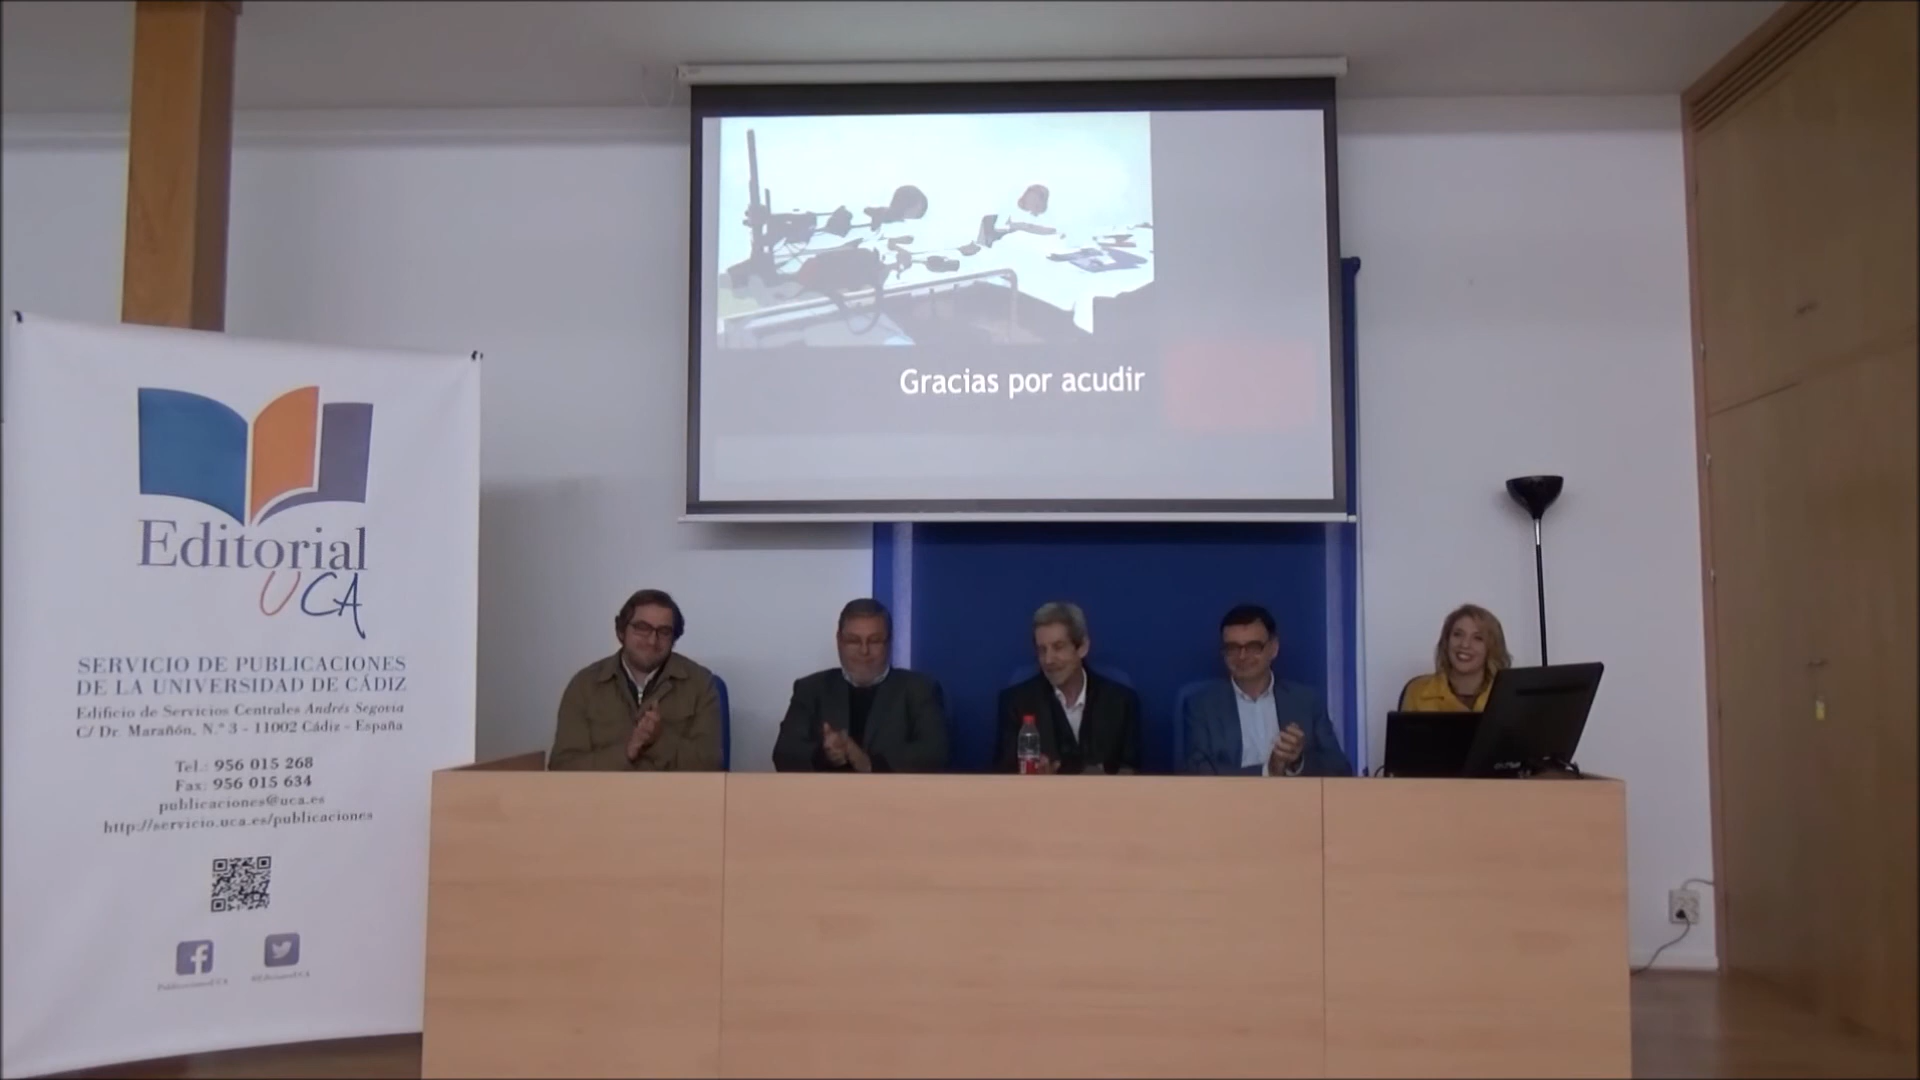 Gracias por acudir
Editorial
UCA
SERVICIO DE PUBLICACIONES
DE LA UNIVERSIDAD DE CÁDIZ
Edificio de Servicios Centrales Andrés Segovia
C/ Dr. Marañón, N.º 3 - 11002 Cádiz - España
Tel.: 956 015 268
Fax: 956 015 634
publicaciones@uca.es
http://servicio.uca.es/publicaciones